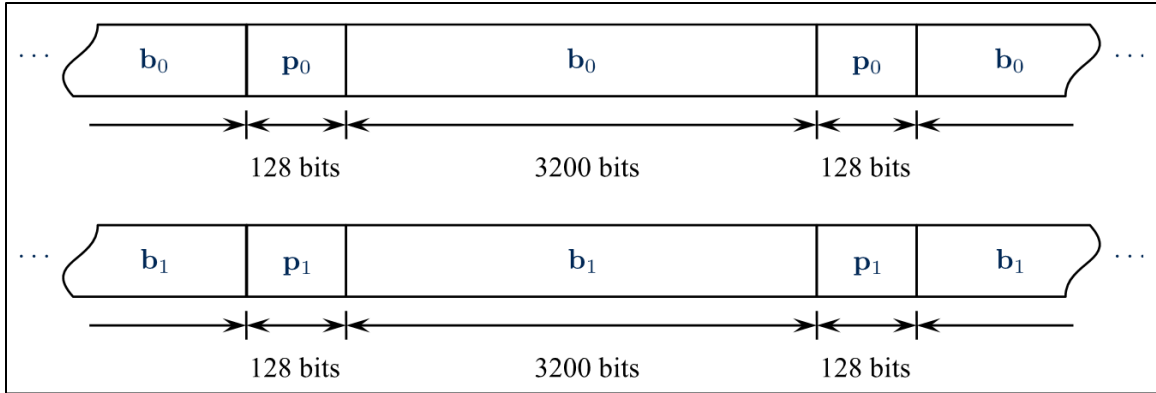 ··· b₀ p₀ b₀ p₀ b₀ ···
128 bits 3200 bits 128 bits
··· b₁ p₁ b₁ p₁ b₁ ···
128 bits 3200 bits 128 bits